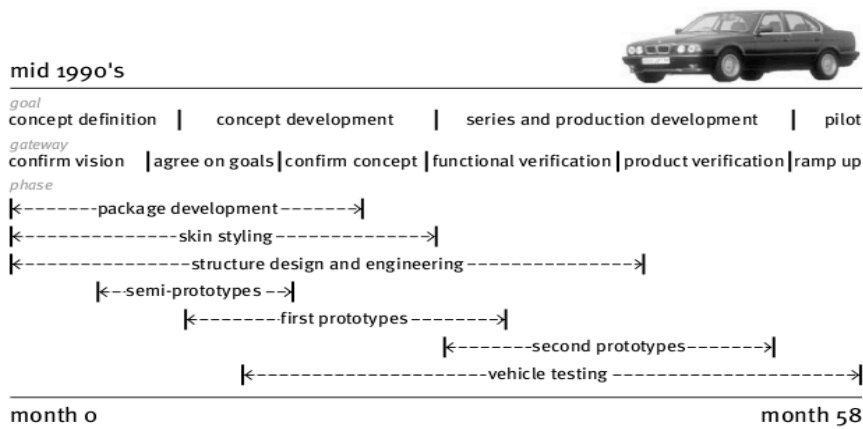 mid 1990's
goal
concept definition | concept development | series and production development | pilot
gateway
confirm vision | agree on goals | confirm concept | functional verification | product verification | ramp up
phase
package development
skin styling
structure design and engineering
semi-prototypes
first prototypes
second prototypes
vehicle testing
month 0 month 58